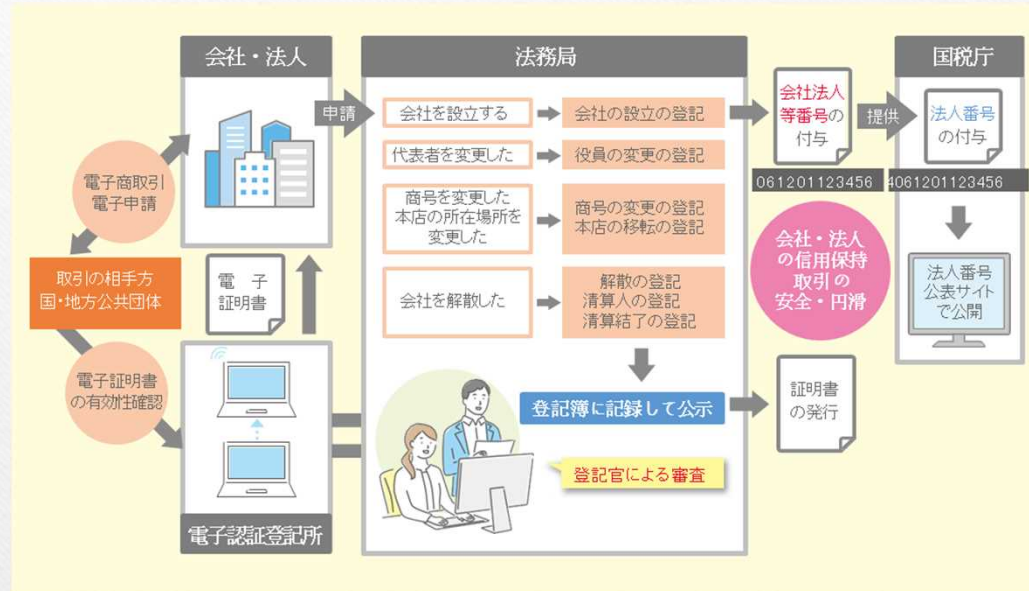 会社・法人
申請
電子商取引
電子申請
取引の相手方
国・地方公共団体
電子証明書
の有効性確認
電　子
証明書
電子認証登記所
法務局
会社を設立する
会社の設立の登記
代表者を変更した
役員の変更の登記
商号を変更した
本店の所在場所を
変更した
商号の変更の登記
本店の移転の登記
会社を解散した
解散の登記
清算人の登記
清算結了の登記
登記簿に記録して公示
登記官による審査
会社法人
等番号の
付与
061201123456
提供
会社・法人
の信用保持
取引の
安全・円滑
証明書
の発行
国税庁
法人番号
の付与
4061201123456
法人番号
公表サイト
で公開